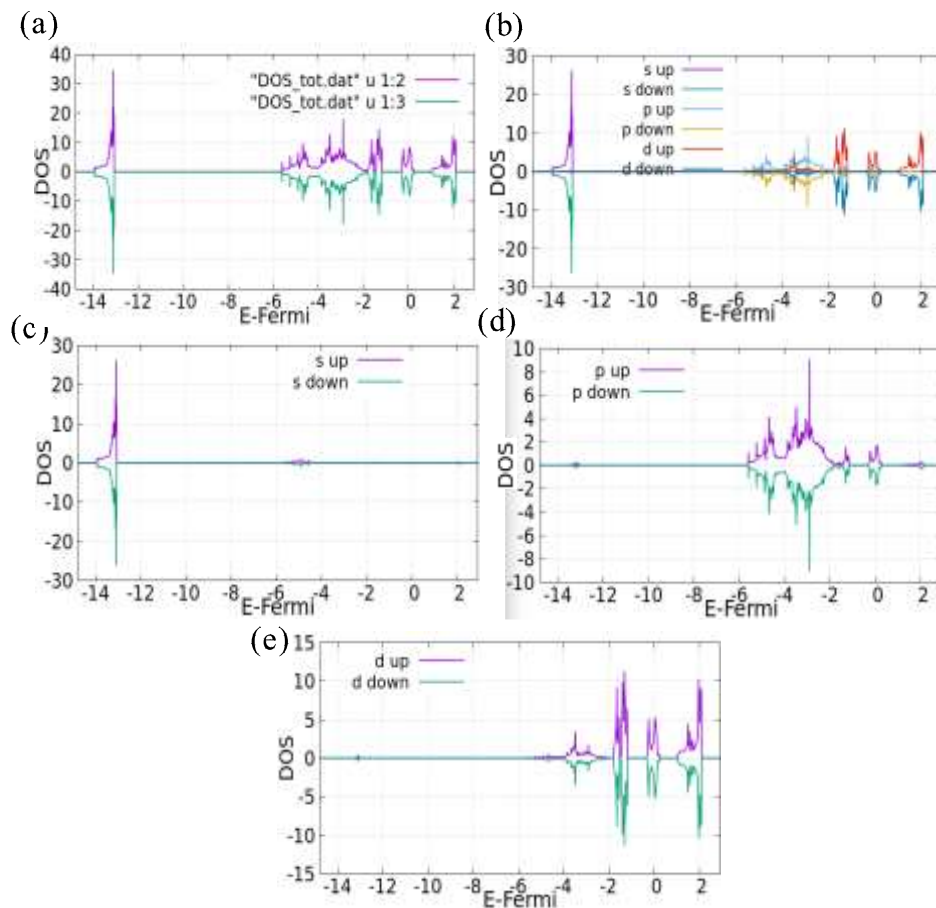 (a)
40
30
20
10
0
-10
-20
-30
-40
DOS
"DOS_tot.dat" u 1:2
"DOS_tot.dat" u 1:3
-14 -12 -10 -8 -6 -4 -2 0 2
E-Fermi
(b)
30
20
10
0
-10
-20
-30
DOS
s up
s down
p up
p down
d up
d down
-14 -12 -10 -8 -6 -4 -2 0 2
E-Fermi
(c)
30
20
10
0
-10
-20
-30
DOS
s up
s down
-14 -12 -10 -8 -6 -4 -2 0 2
E-Fermi
(d)
10
8
6
4
2
0
-2
-4
-6
-8
-10
DOS
p up
p down
-14 -12 -10 -8 -6 -4 -2 0 2
E-Fermi
(e)
15
10
5
0
-5
-10
-15
DOS
d up
d down
-14 -12 -10 -8 -6 -4 -2 0 2
E-Fermi